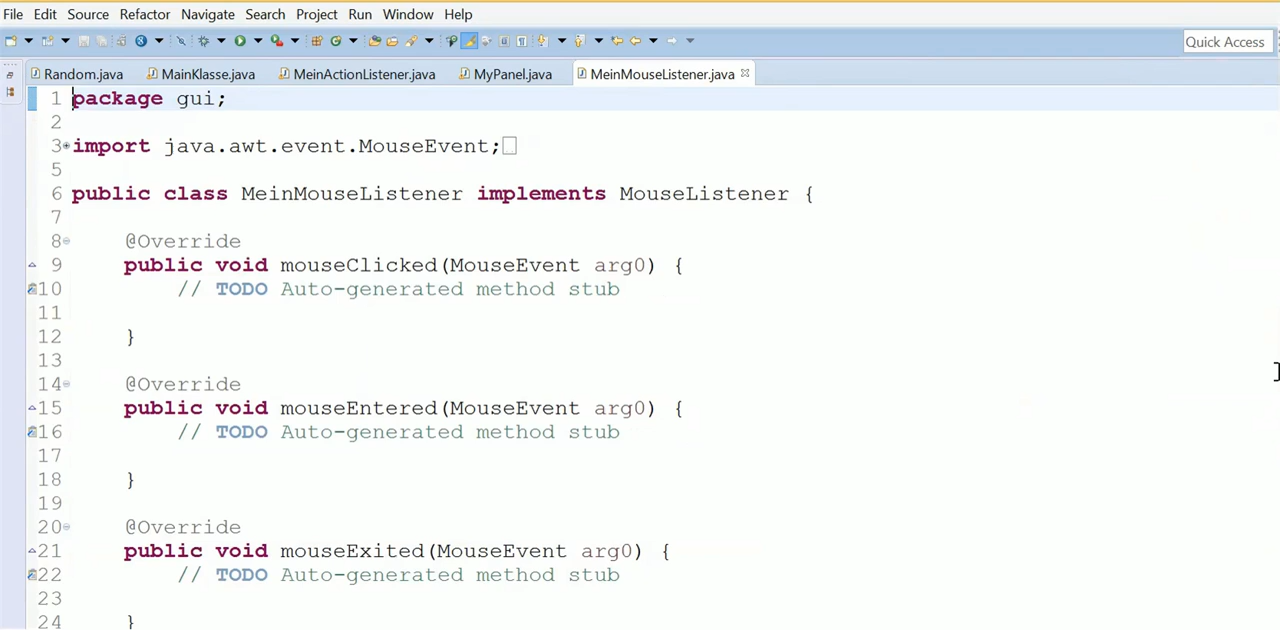 File Edit Source Refactor Navigate Search Project Run Window Help
Quick Access
Random.java MainKlasse.java MeinActionListener.java MyPanel.java MeinMouseListener.java
1 package gui;
2
3 import java.awt.event.MouseEvent;
5
6 public class MeinMouseListener implements MouseListener {
7
8 @Override
9 public void mouseClicked(MouseEvent arg0) {
10 // TODO Auto-generated method stub
11
12 }
13
14 @Override
15 public void mouseEntered(MouseEvent arg0) {
16 // TODO Auto-generated method stub
17
18 }
19
20 @Override
21 public void mouseExited(MouseEvent arg0) {
22 // TODO Auto-generated method stub
23
24 }